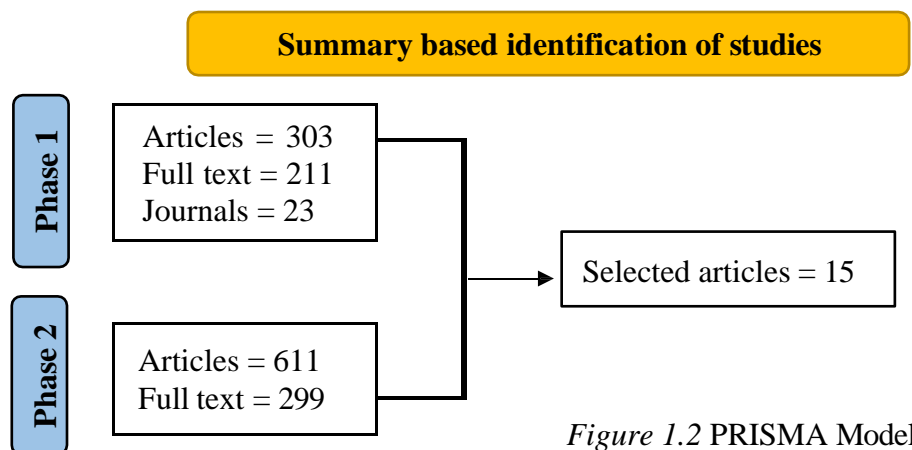 Summary based identification of studies
Phase 1
Articles = 303
Full text = 211
Journals = 23
Selected articles = 15
Phase 2
Articles = 611
Full text = 299
Figure 1.2 PRISMA Model